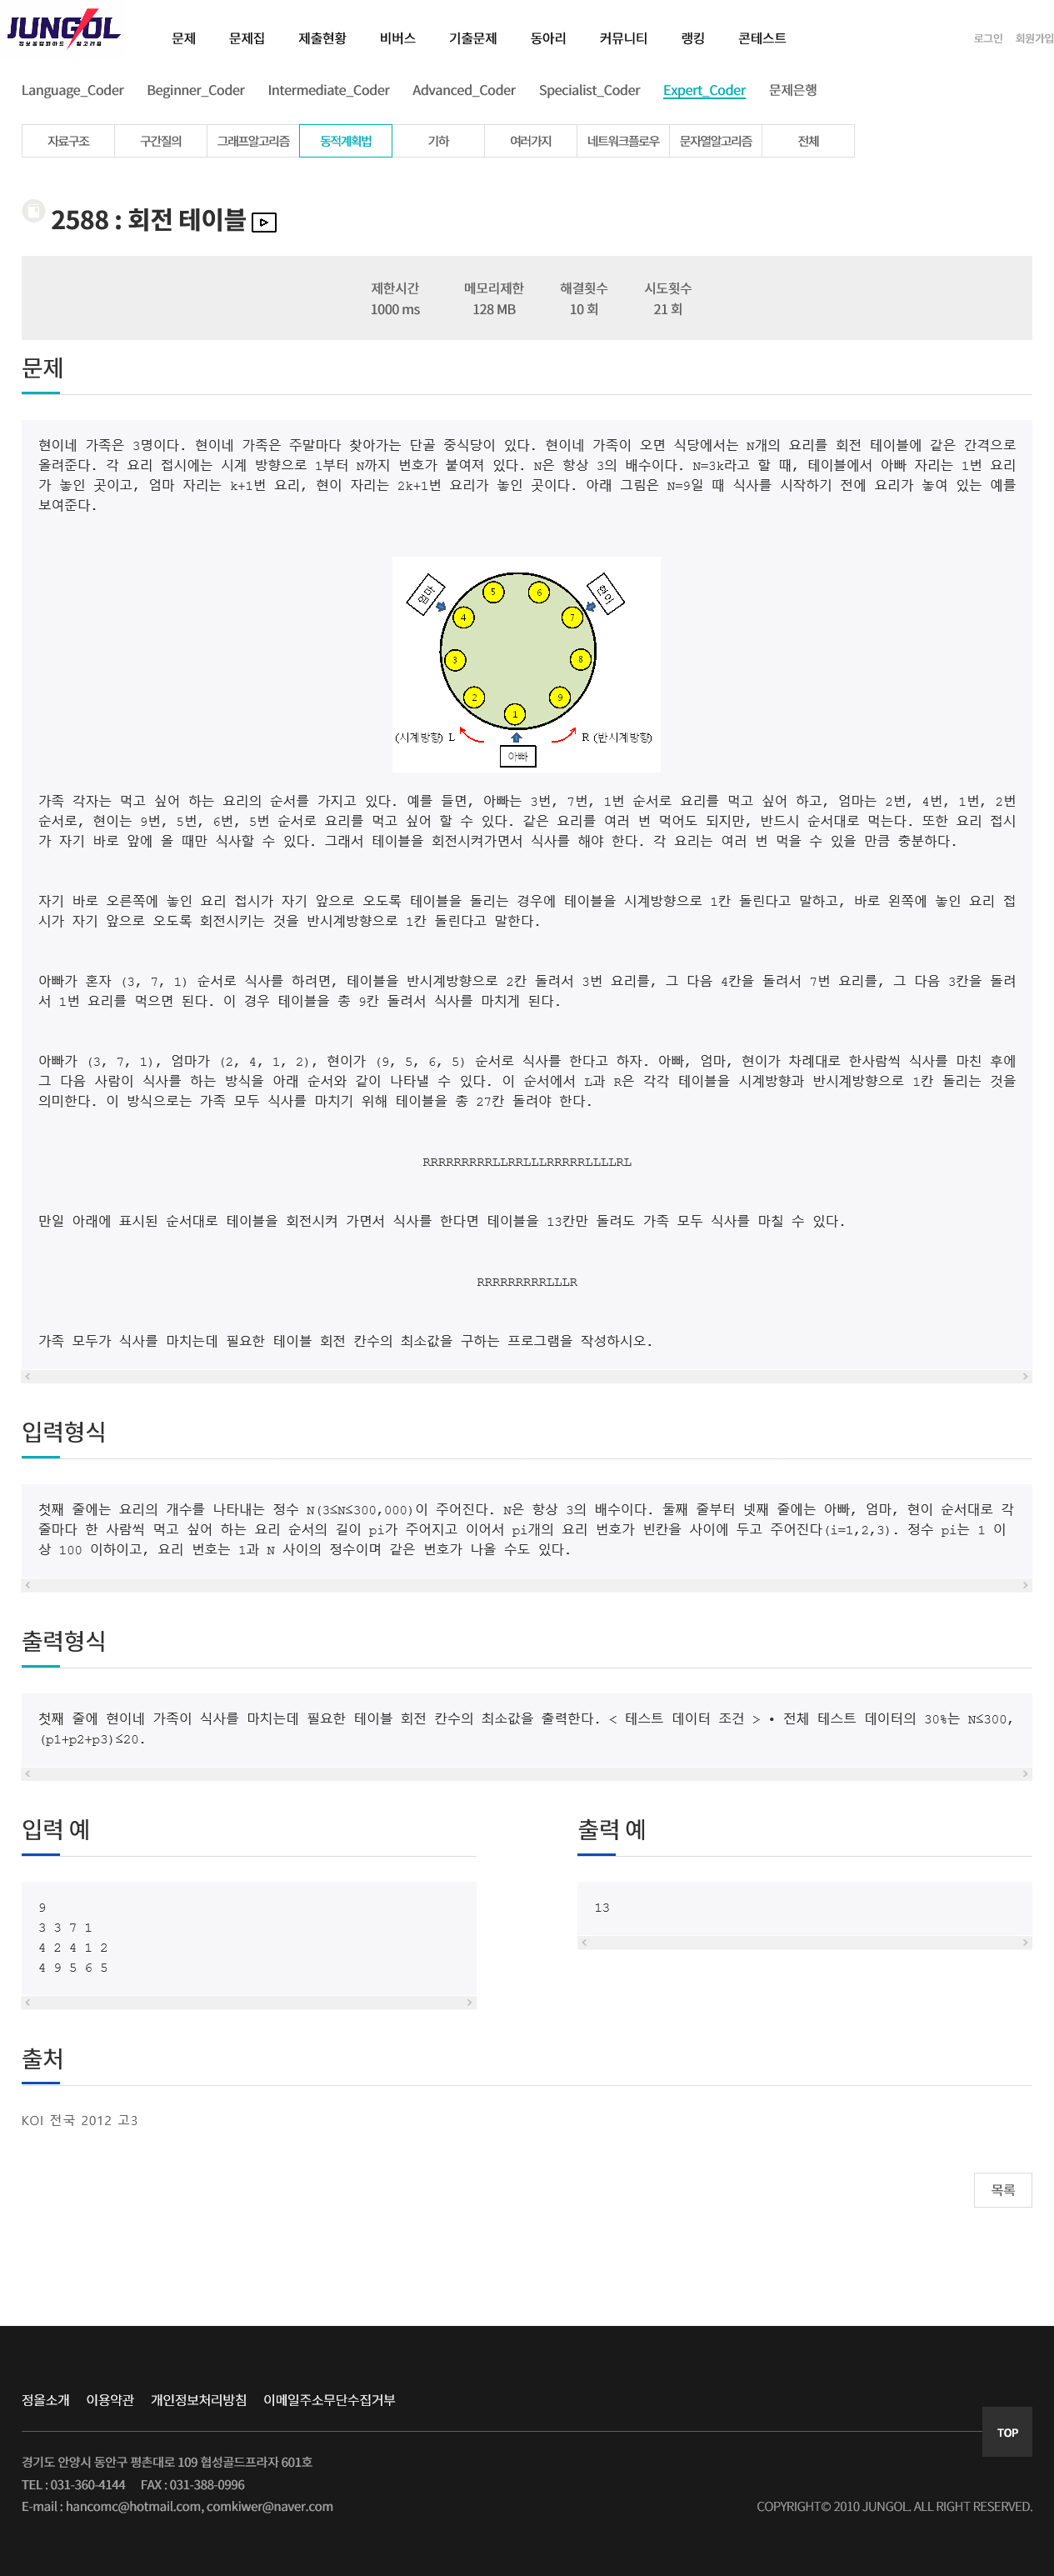 JUNGOL
정보올림피아드 알고리즘
문제 문제집 제출현황 비버스 기출문제 동아리 커뮤니티 랭킹 콘테스트 로그인 회원가입
Language_Coder Beginner_Coder Intermediate_Coder Advanced_Coder Specialist_Coder Expert_Coder 문제은행
자료구조 구간질의 그래프알고리즘 동적계획법 기하 여러가지 네트워크플로우 문자열알고리즘 전체
2588 : 회전 테이블
제한시간 메모리제한 해결횟수 시도횟수
1000 ms 128 MB 10 회 21 회
문제
현이네 가족은 3명이다. 현이네 가족은 주말마다 찾아가는 단골 중식당이 있다. 현이네 가족이 오면 식당에서는 N개의 요리를 회전 테이블에 같은 간격으로
올려준다. 각 요리 접시에는 시계 방향으로 1부터 N까지 번호가 붙여져 있다. N은 항상 3의 배수이다. N=3k라고 할 때, 테이블에서 아빠 자리는 1번 요리
가 놓인 곳이고, 엄마 자리는 k+1번 요리, 현이 자리는 2k+1번 요리가 놓인 곳이다. 아래 그림은 N=9일 때 식사를 시작하기 전에 요리가 놓여 있는 예를
보여준다.
엄마 5 6 현이
4 7
3 8
2 9
1
(시계방향) L R (반시계방향)
아빠
가족 각자는 먹고 싶어 하는 요리의 순서를 가지고 있다. 예를 들면, 아빠는 3번, 7번, 1번 순서로 요리를 먹고 싶어 하고, 엄마는 2번, 4번, 1번, 2번
순서로, 현이는 9번, 5번, 6번, 5번 순서로 요리를 먹고 싶어 할 수 있다. 같은 요리를 여러 번 먹어도 되지만, 반드시 순서대로 먹는다. 또한 요리 접시
가 자기 바로 앞에 올 때만 식사할 수 있다. 그래서 테이블을 회전시켜가면서 식사를 해야 한다. 각 요리는 여러 번 먹을 수 있을 만큼 충분하다.
자기 바로 오른쪽에 놓인 요리 접시가 자기 앞으로 오도록 테이블을 돌리는 경우에 테이블을 시계방향으로 1칸 돌린다고 말하고, 바로 왼쪽에 놓인 요리 접
시가 자기 앞으로 오도록 회전시키는 것을 반시계방향으로 1칸 돌린다고 말한다.
아빠가 혼자 (3, 7, 1) 순서로 식사를 하려면, 테이블을 반시계방향으로 2칸 돌려서 3번 요리를, 그 다음 4칸을 돌려서 7번 요리를, 그 다음 3칸을 돌려
서 1번 요리를 먹으면 된다. 이 경우 테이블을 총 9칸 돌려서 식사를 마치게 된다.
아빠가 (3, 7, 1), 엄마가 (2, 4, 1, 2), 현이가 (9, 5, 6, 5) 순서로 식사를 한다고 하자. 아빠, 엄마, 현이가 차례대로 한사람씩 식사를 마친 후에
그 다음 사람이 식사를 하는 방식을 아래 순서와 같이 나타낼 수 있다. 이 순서에서 L과 R은 각각 테이블을 시계방향과 반시계방향으로 1칸 돌리는 것을
의미한다. 이 방식으로는 가족 모두 식사를 마치기 위해 테이블을 총 27칸 돌려야 한다.
RRRRRRRRRLLRRLLLRRRRRLLLLRL
만일 아래에 표시된 순서대로 테이블을 회전시켜 가면서 식사를 한다면 테이블을 13칸만 돌려도 가족 모두 식사를 마칠 수 있다.
RRRRRRRRRLLLR
가족 모두가 식사를 마치는데 필요한 테이블 회전 칸수의 최소값을 구하는 프로그램을 작성하시오.
입력형식
첫째 줄에는 요리의 개수를 나타내는 정수 N(3≤N≤300,000)이 주어진다. N은 항상 3의 배수이다. 둘째 줄부터 넷째 줄에는 아빠, 엄마, 현이 순서대로 각
줄마다 한 사람씩 먹고 싶어 하는 요리 순서의 길이 pi가 주어지고 이어서 pi개의 요리 번호가 빈칸을 사이에 두고 주어진다(i=1,2,3). 정수 pi는 1 이
상 100 이하이고, 요리 번호는 1과 N 사이의 정수이며 같은 번호가 나올 수도 있다.
출력형식
첫째 줄에 현이네 가족이 식사를 마치는데 필요한 테이블 회전 칸수의 최소값을 출력한다. < 테스트 데이터 조건 > • 전체 테스트 데이터의 30%는 N≤300,
(p1+p2+p3)≤20.
입력 예 출력 예
9 13
3 3 7 1
4 2 4 1 2
4 9 5 6 5
출처
KOI 전국 2012 고3
목록
정올소개 이용약관 개인정보처리방침 이메일주소무단수집거부
TOP
경기도 안양시 동안구 평촌대로 109 협성골드프라자 601호
TEL : 031-360-4144 FAX : 031-388-0996
E-mail : hancomc@hotmail.com, comkiwer@naver.com COPYRIGHT© 2010 JUNGOL. ALL RIGHT RESERVED.